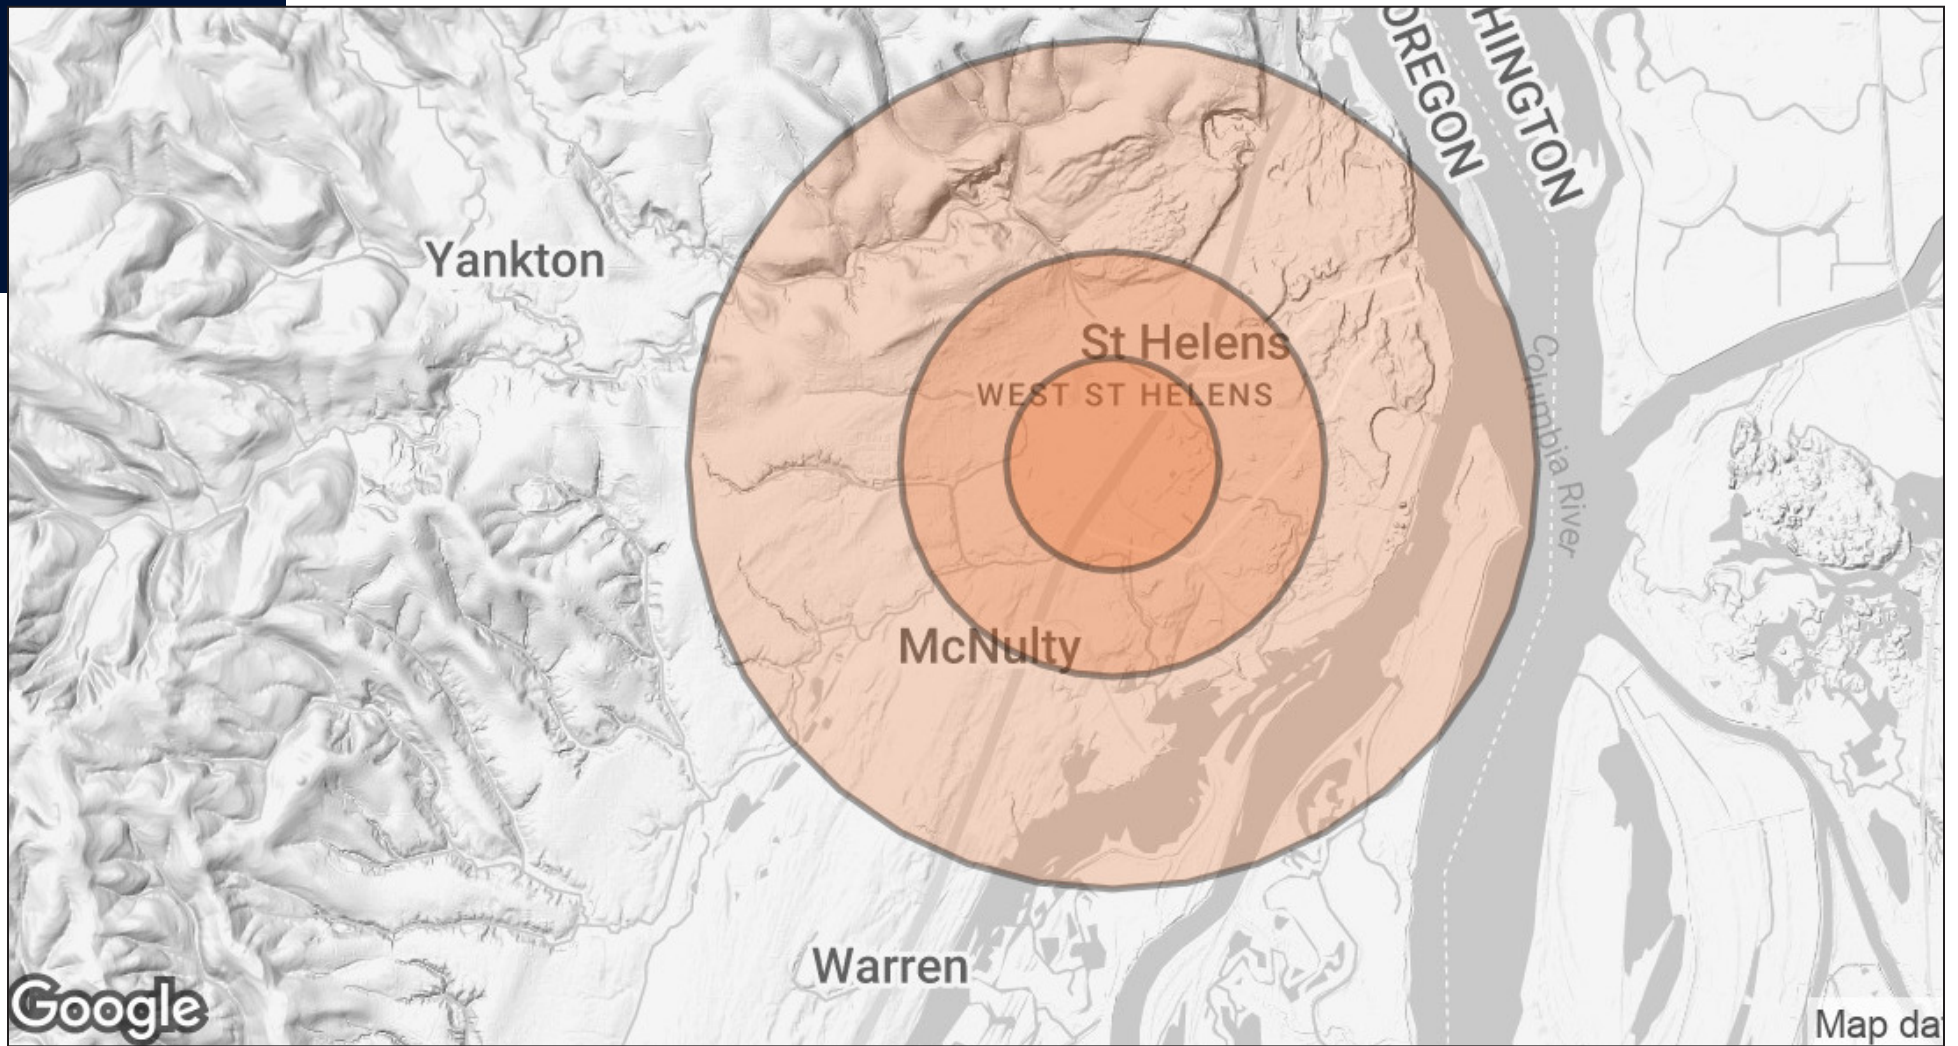 OREGON
HINGTON
Yankton
St Helens
WEST ST HELENS
Columbia River
McNulty
Warren
Google
Map da